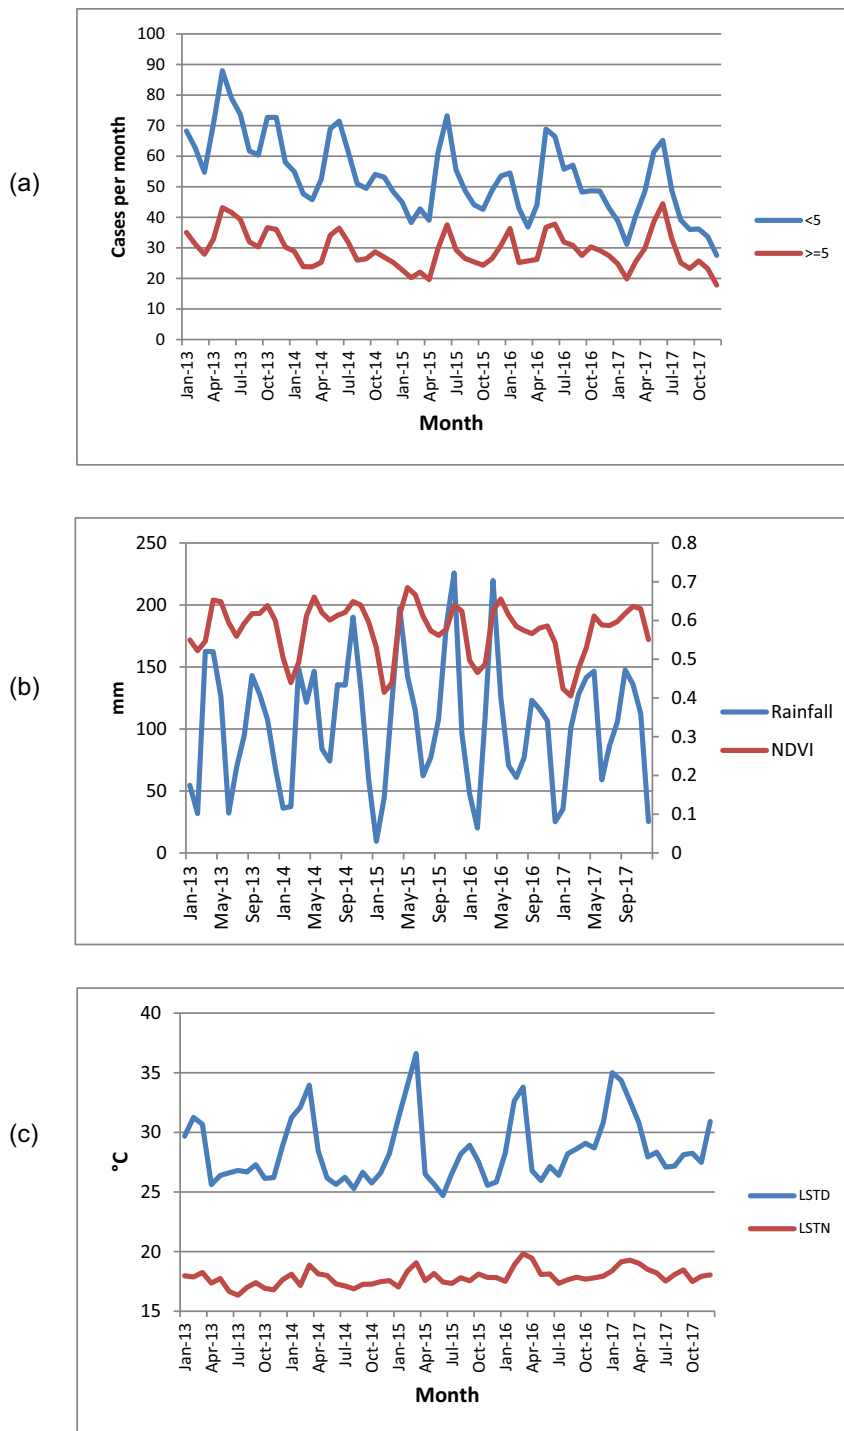 (a)
100
90
80
70
60
50
40
30
20
10
0
Cases per month
Jan-13
Apr-13
Jul-13
Oct-13
Jan-14
Apr-14
Jul-14
Oct-14
Jan-15
Apr-15
Jul-15
Oct-15
Jan-16
Apr-16
Jul-16
Oct-16
Jan-17
Apr-17
Jul-17
Oct-17
Month
<5
>=5
(b)
250
200
150
100
50
0
mm
0.8
0.7
0.6
0.5
0.4
0.3
0.2
0.1
0
Jan-13
May-13
Sep-13
Jan-14
May-14
Sep-14
Jan-15
May-15
Sep-15
Jan-16
May-16
Sep-16
Jan-17
May-17
Sep-17
Rainfall
NDVI
(c)
40
35
30
25
20
15
°C
Jan-13
Apr-13
Jul-13
Oct-13
Jan-14
Apr-14
Jul-14
Oct-14
Jan-15
Apr-15
Jul-15
Oct-15
Jan-16
Apr-16
Jul-16
Oct-16
Jan-17
Apr-17
Jul-17
Oct-17
Month
LSTD
LSTN